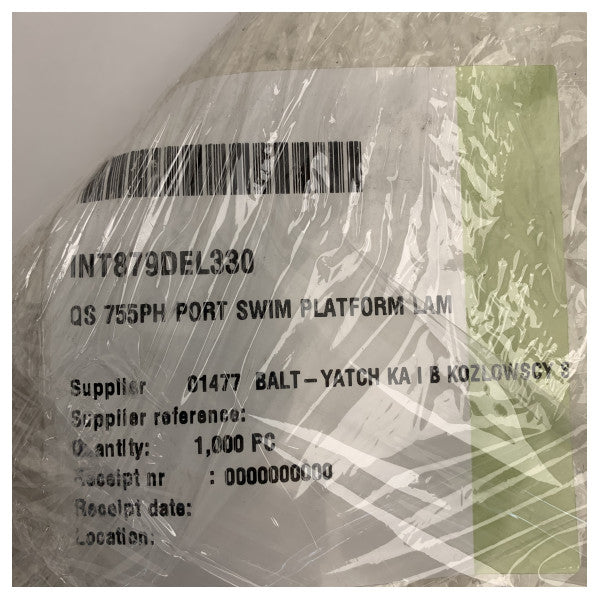 INT879DEL330
QS 755PH PORT SWIM PLATFORM LAM
Supplier 01477 BALT-YATCH KA I B KOZLOWSCY S
Supplier reference:
Quantity: 1,000 PC
Receipt nr : 0000000000
Receipt date:
Location: